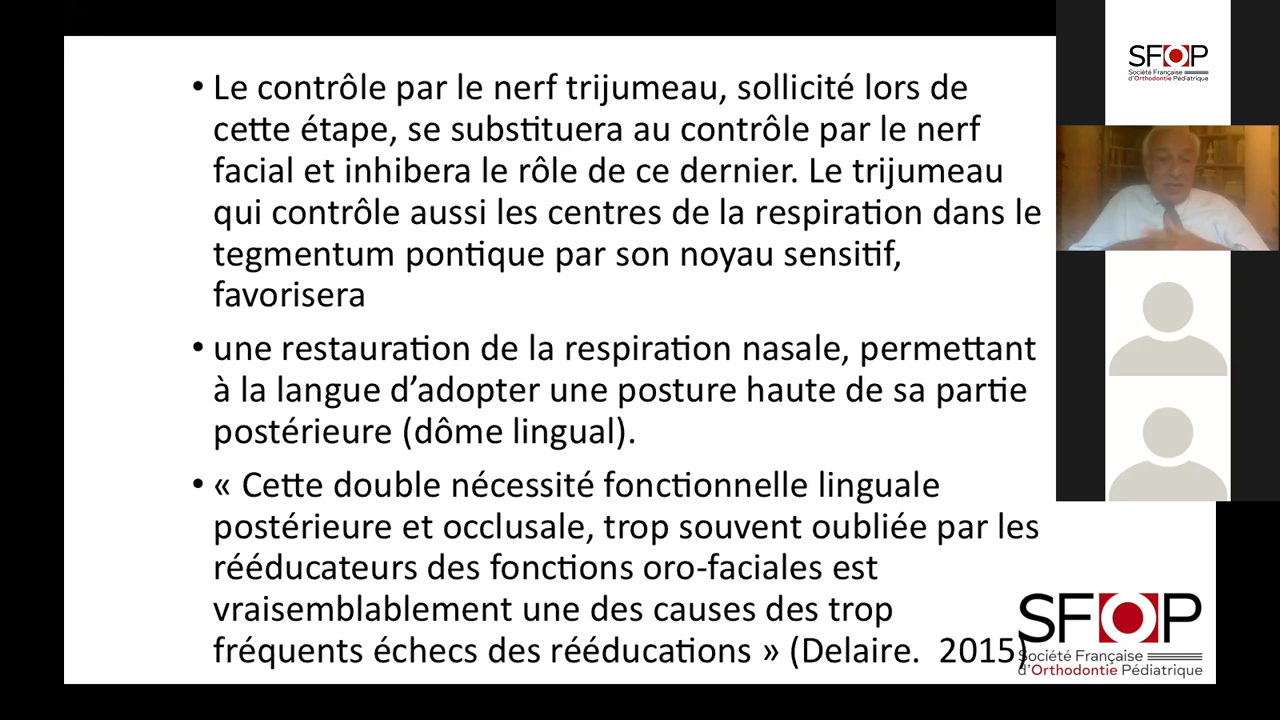 • Le contrôle par le nerf trijumeau, sollicité lors de
cette étape, se substituera au contrôle par le nerf
facial et inhibera le rôle de ce dernier. Le trijumeau
qui contrôle aussi les centres de la respiration dans le
tegmentum pontique par son noyau sensitif,
favorisera
• une restauration de la respiration nasale, permettant
à la langue d’adopter une posture haute de sa partie
postérieure (dôme lingual).
• « Cette double nécessité fonctionnelle linguale
postérieure et occlusale, trop souvent oubliée par les
rééducateurs des fonctions oro-faciales est
vraisemblablement une des causes des trop
fréquents échecs des rééducations » (Delaire. 2015)
SFOP
Société Française
d’Orthodontie Pédiatrique
SFOP
Société Française
d’Orthodontie Pédiatrique